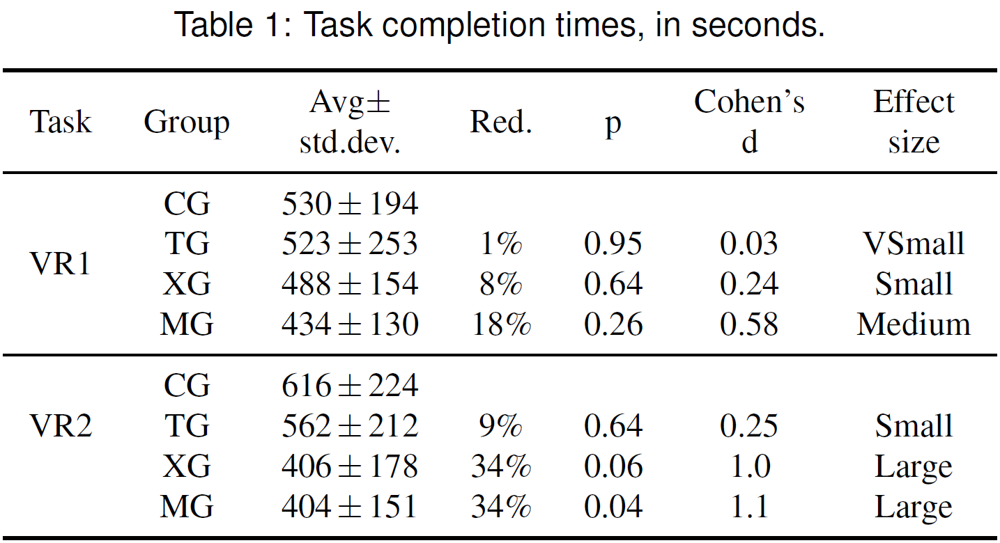 Table 1: Task completion times, in seconds.
Task Group Avg± std.dev. Red. p Cohen's d Effect size
VR1
CG 530±194
TG 523±253 1% 0.95 0.03 VSmall
XG 488±154 8% 0.64 0.24 Small
MG 434±130 18% 0.26 0.58 Medium
VR2
CG 616±224
TG 562±212 9% 0.64 0.25 Small
XG 406±178 34% 0.06 1.0 Large
MG 404±151 34% 0.04 1.1 Large